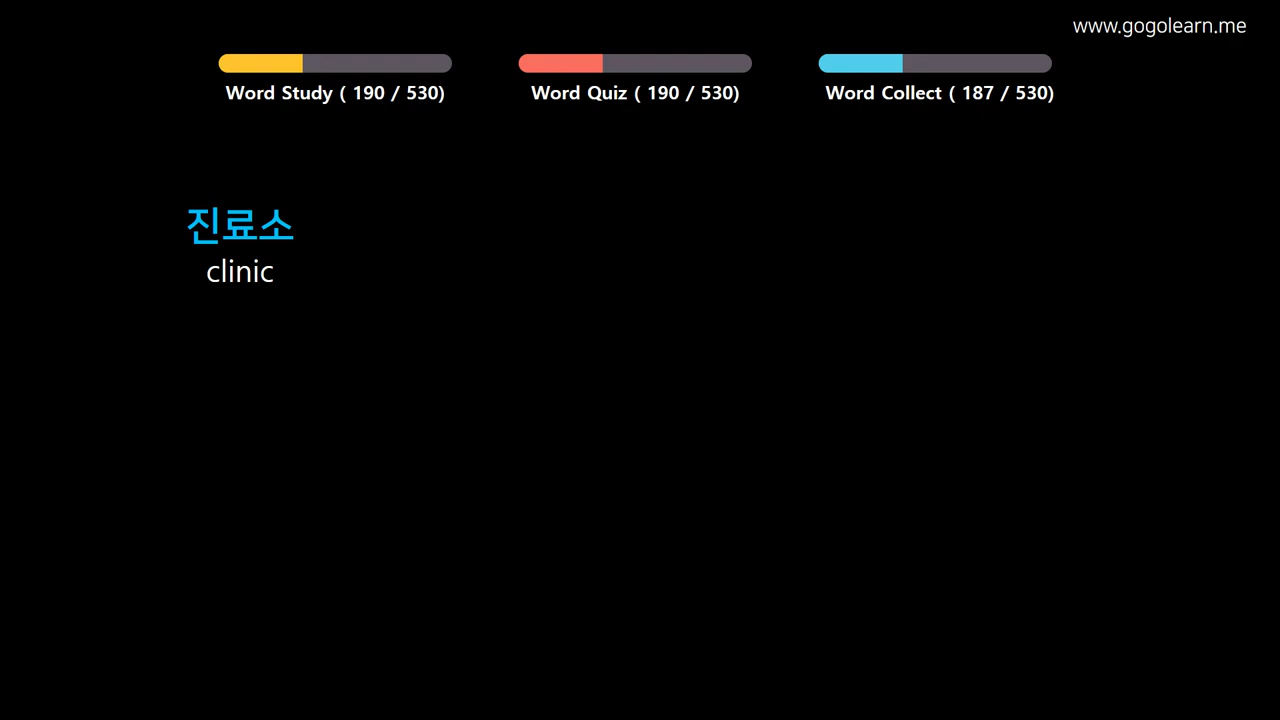 www.gogolearn.me
Word Study ( 190 / 530)
Word Quiz ( 190 / 530)
Word Collect ( 187 / 530)
진료소
clinic